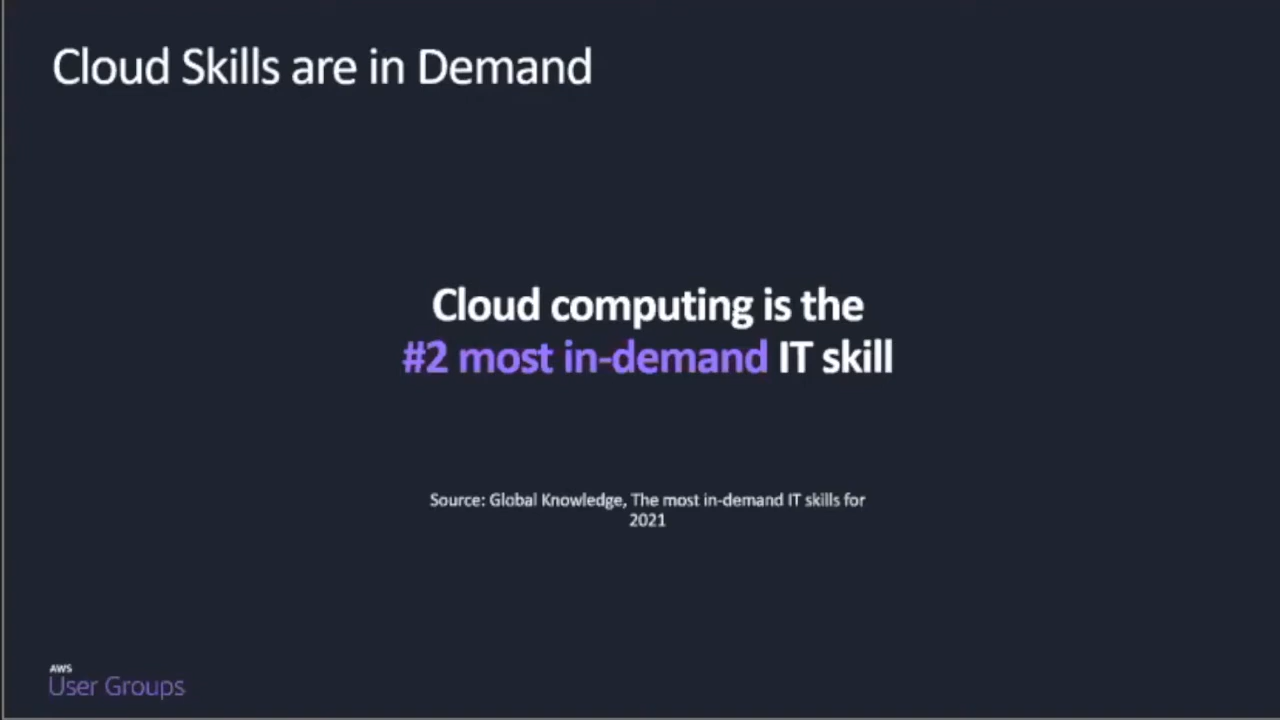 Cloud Skills are in Demand
Cloud computing is the
#2 most in-demand IT skill
Source: Global Knowledge, The most in-demand IT skills for
2021
AWS
User Groups